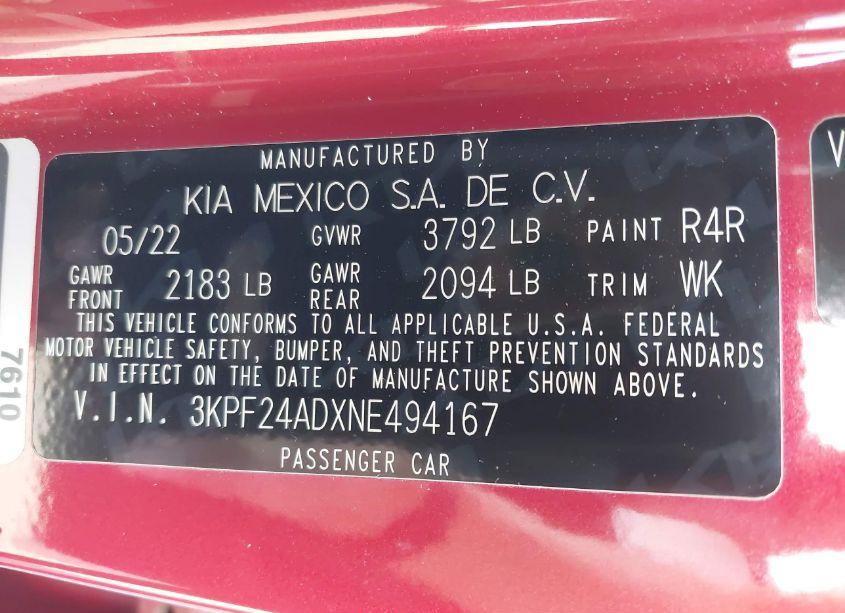 MANUFACTURED BY
KIA MEXICO S.A. DE C.V.
05/22 GVWR 3792 LB PAINT R4R
GAWR FRONT 2183 LB GAWR REAR 2094 LB TRIM WK
THIS VEHICLE CONFORMS TO ALL APPLICABLE U.S.A. FEDERAL
MOTOR VEHICLE SAFETY, BUMPER, AND THEFT PREVENTION STANDARDS
IN EFFECT ON THE DATE OF MANUFACTURE SHOWN ABOVE.
V.I.N. 3KPF24ADXNE494167
PASSENGER CAR
7610
V